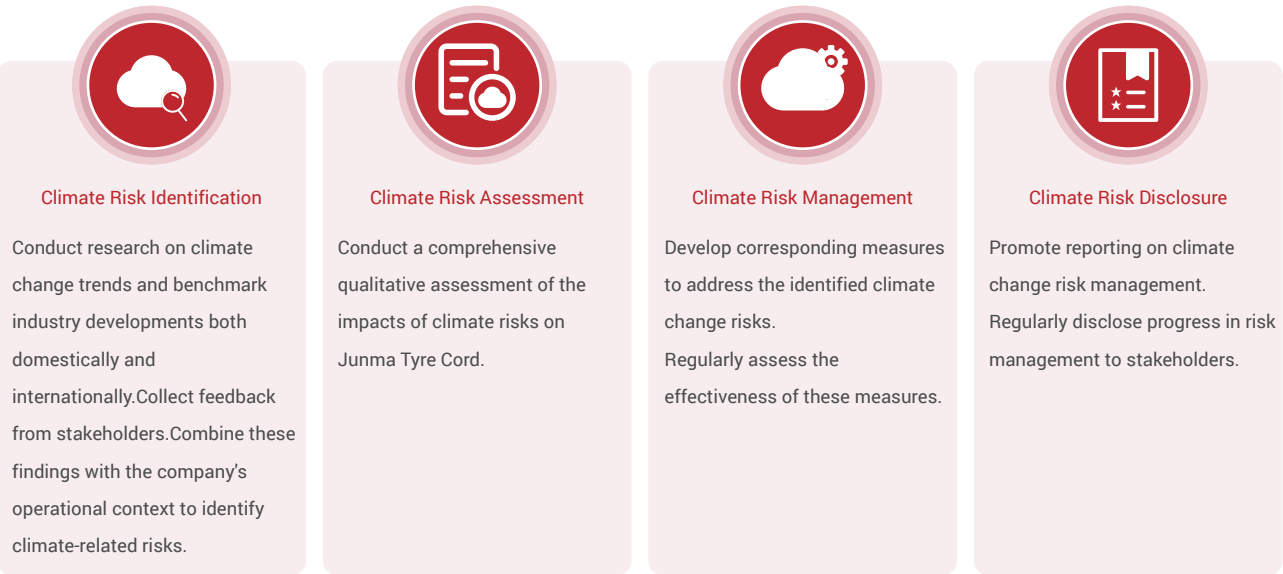 Climate Risk Identification
Conduct research on climate
change trends and benchmark
industry developments both
domestically and
internationally.Collect feedback
from stakeholders.Combine these
findings with the company's
operational context to identify
climate-related risks.
Climate Risk Assessment
Conduct a comprehensive
qualitative assessment of the
impacts of climate risks on
Junma Tyre Cord.
Climate Risk Management
Develop corresponding measures
to address the identified climate
change risks.
Regularly assess the
effectiveness of these measures.
Climate Risk Disclosure
Promote reporting on climate
change risk management.
Regularly disclose progress in risk
management to stakeholders.